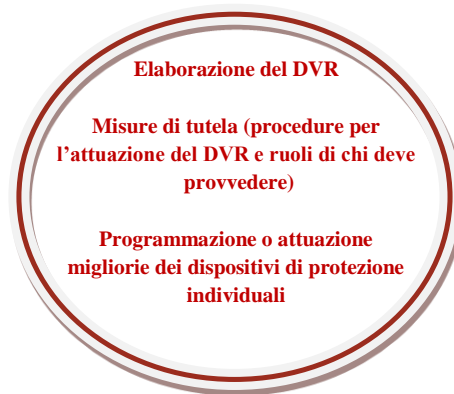 Elaborazione del DVR
Misure di tutela (procedure per
l’attuazione del DVR e ruoli di chi deve
provvedere)
Programmazione o attuazione
migliorie dei dispositivi di protezione
individuali